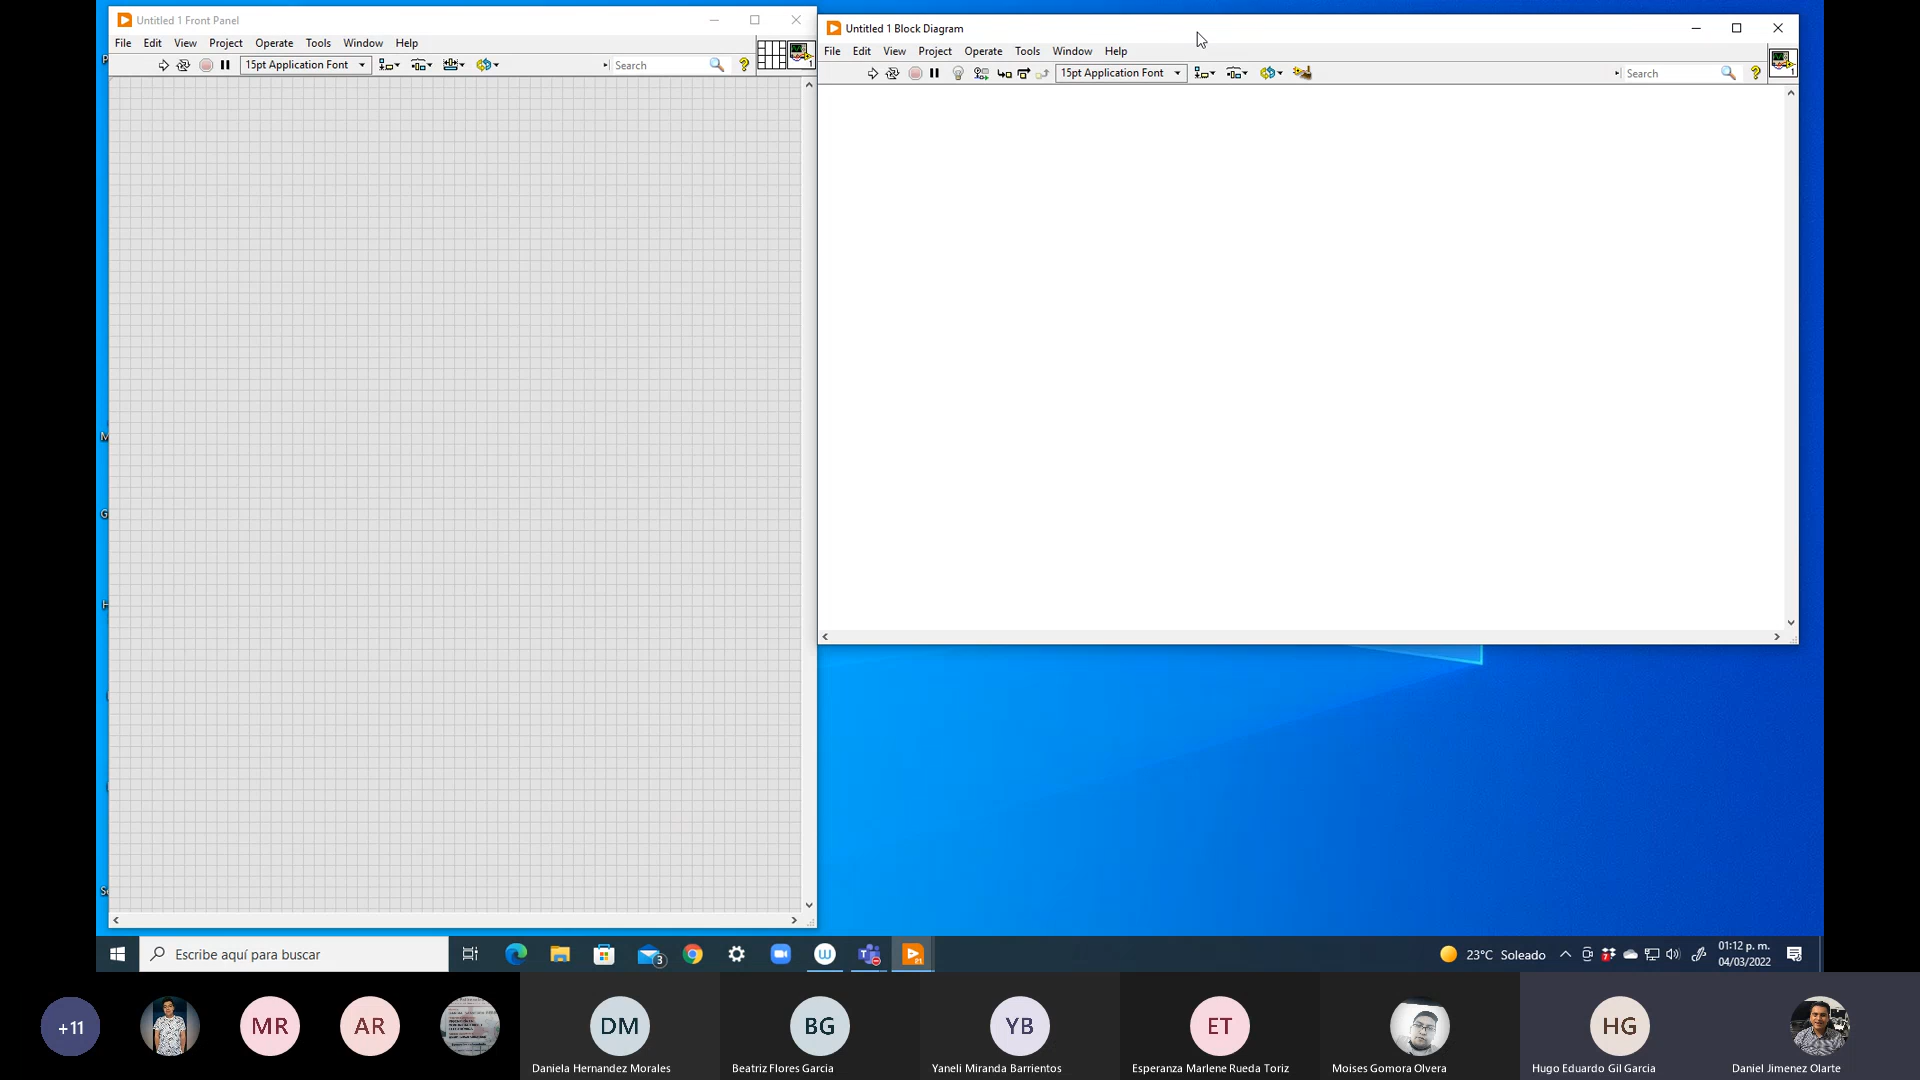 Untitled 1 Front Panel
File Edit View Project Operate Tools Window Help
15pt Application Font
Search
Untitled 1 Block Diagram
File Edit View Project Operate Tools Window Help
15pt Application Font
Search
Escribe aquí para buscar
3
23°C Soleado
01:12 p. m.
04/03/2022
+11
MR
AR
DM
BG
YB
ET
HG
Daniela Hernandez Morales
Beatriz Flores Garcia
Yaneli Miranda Barrientos
Esperanza Marlene Rueda Toriz
Moises Gomora Olvera
Hugo Eduardo Gil Garcia
Daniel Jimenez Olarte